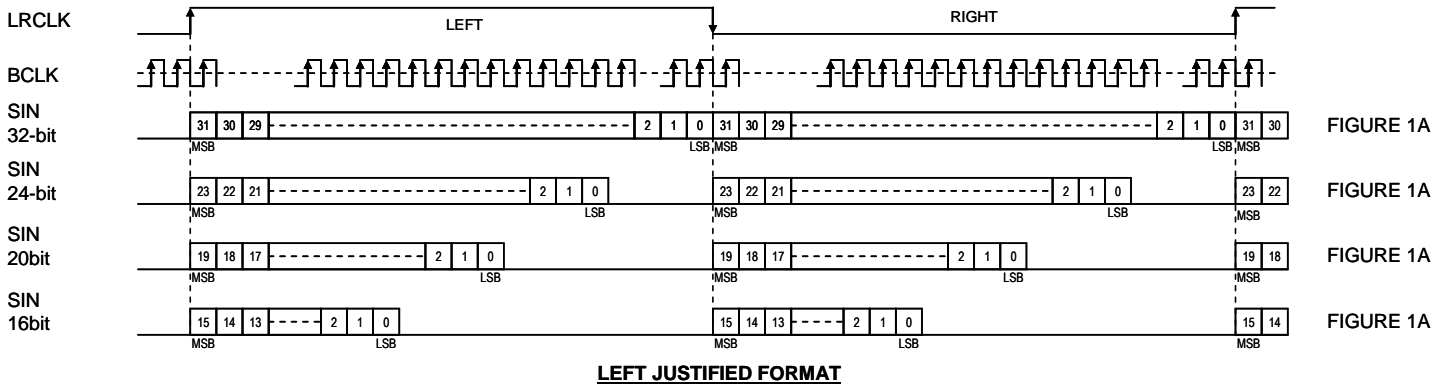 LRCLK LEFT RIGHT
BCLK
SIN
32-bit
31 30 29 2 1 0 31 30 29 2 1 0 31 30 FIGURE 1A
MSB LSB MSB LSB MSB
SIN
24-bit
23 22 21 2 1 0 23 22 21 2 1 0 23 22 FIGURE 1A
MSB LSB MSB LSB MSB
SIN
20bit
19 18 17 2 1 0 19 18 17 2 1 0 19 18 FIGURE 1A
MSB LSB MSB LSB MSB
SIN
16bit
15 14 13 2 1 0 15 14 13 2 1 0 15 14 FIGURE 1A
MSB LSB MSB LSB MSB
LEFT JUSTIFIED FORMAT